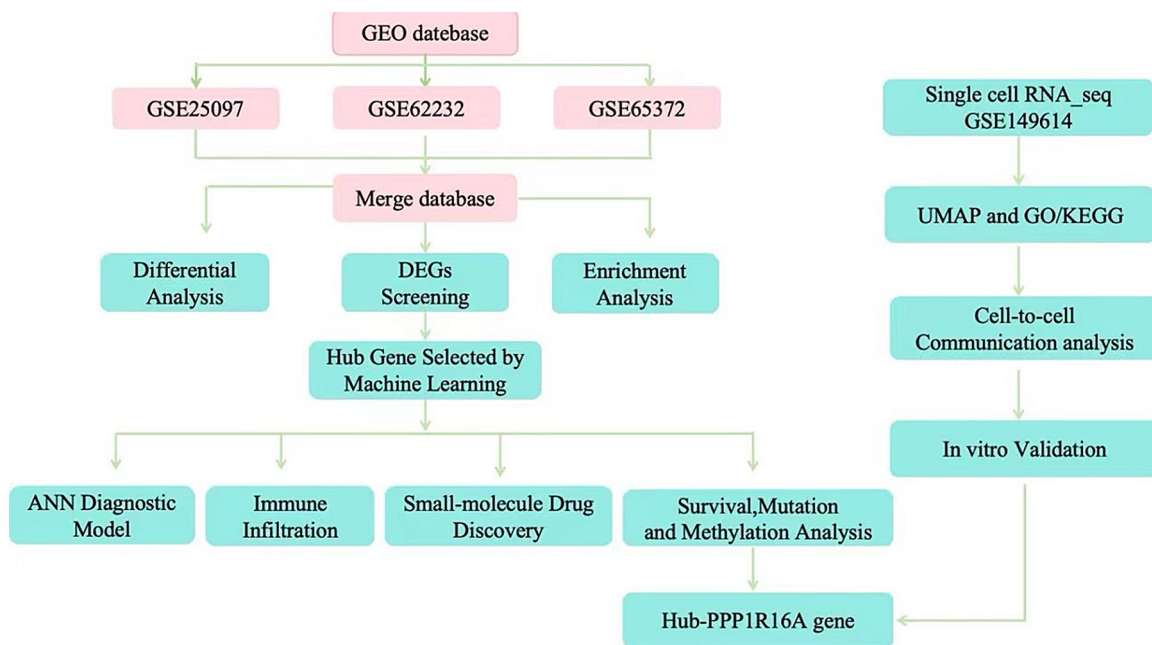 GEO datebase
GSE25097
GSE62232
GSE65372
Merge database
Differential
Analysis
DEGs
Screening
Enrichment
Analysis
Hub Gene Selected by
Machine Learning
ANN Diagnostic
Model
Immune
Infiltration
Small-molecule Drug
Discovery
Survival,Mutation
and Methylation Analysis
Hub-PPP1R16A gene
Single cell RNA_seq
GSE149614
UMAP and GO/KEGG
Cell-to-cell
Communication analysis
In vitro Validation